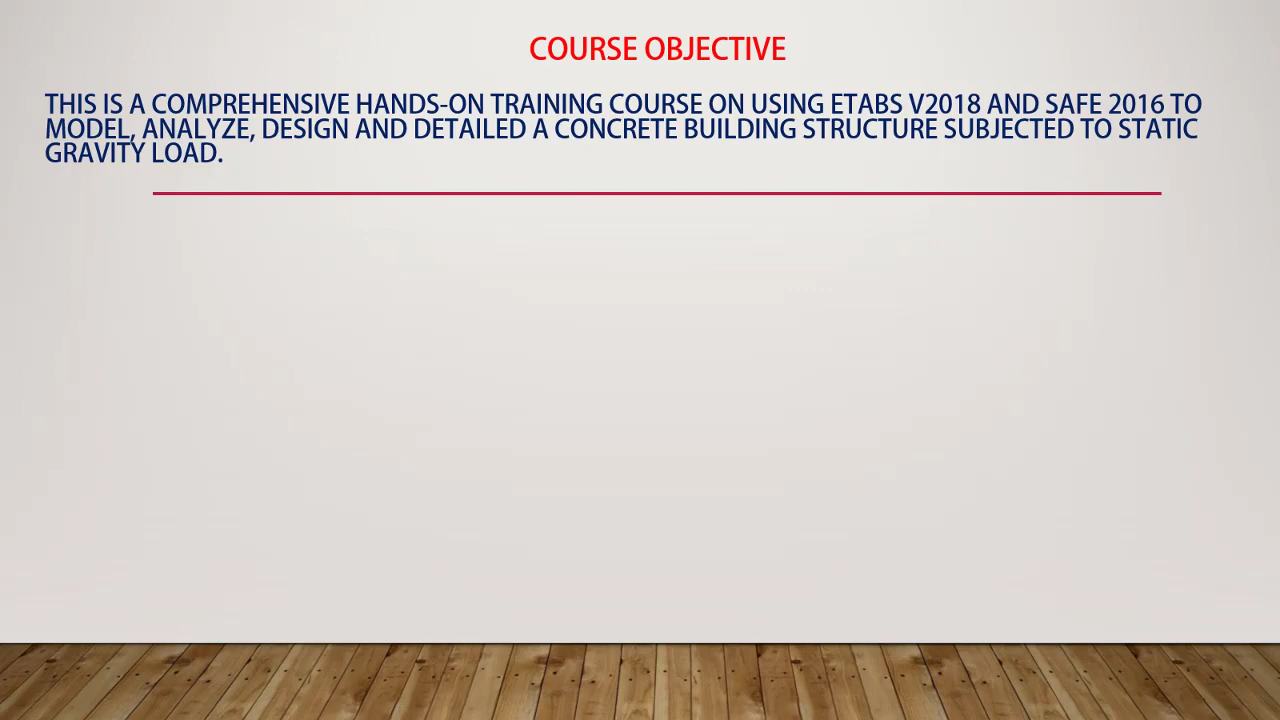 COURSE OBJECTIVE
THIS IS A COMPREHENSIVE HANDS-ON TRAINING COURSE ON USING ETABS V2018 AND SAFE 2016 TO
MODEL, ANALYZE, DESIGN AND DETAILED A CONCRETE BUILDING STRUCTURE SUBJECTED TO STATIC
GRAVITY LOAD.